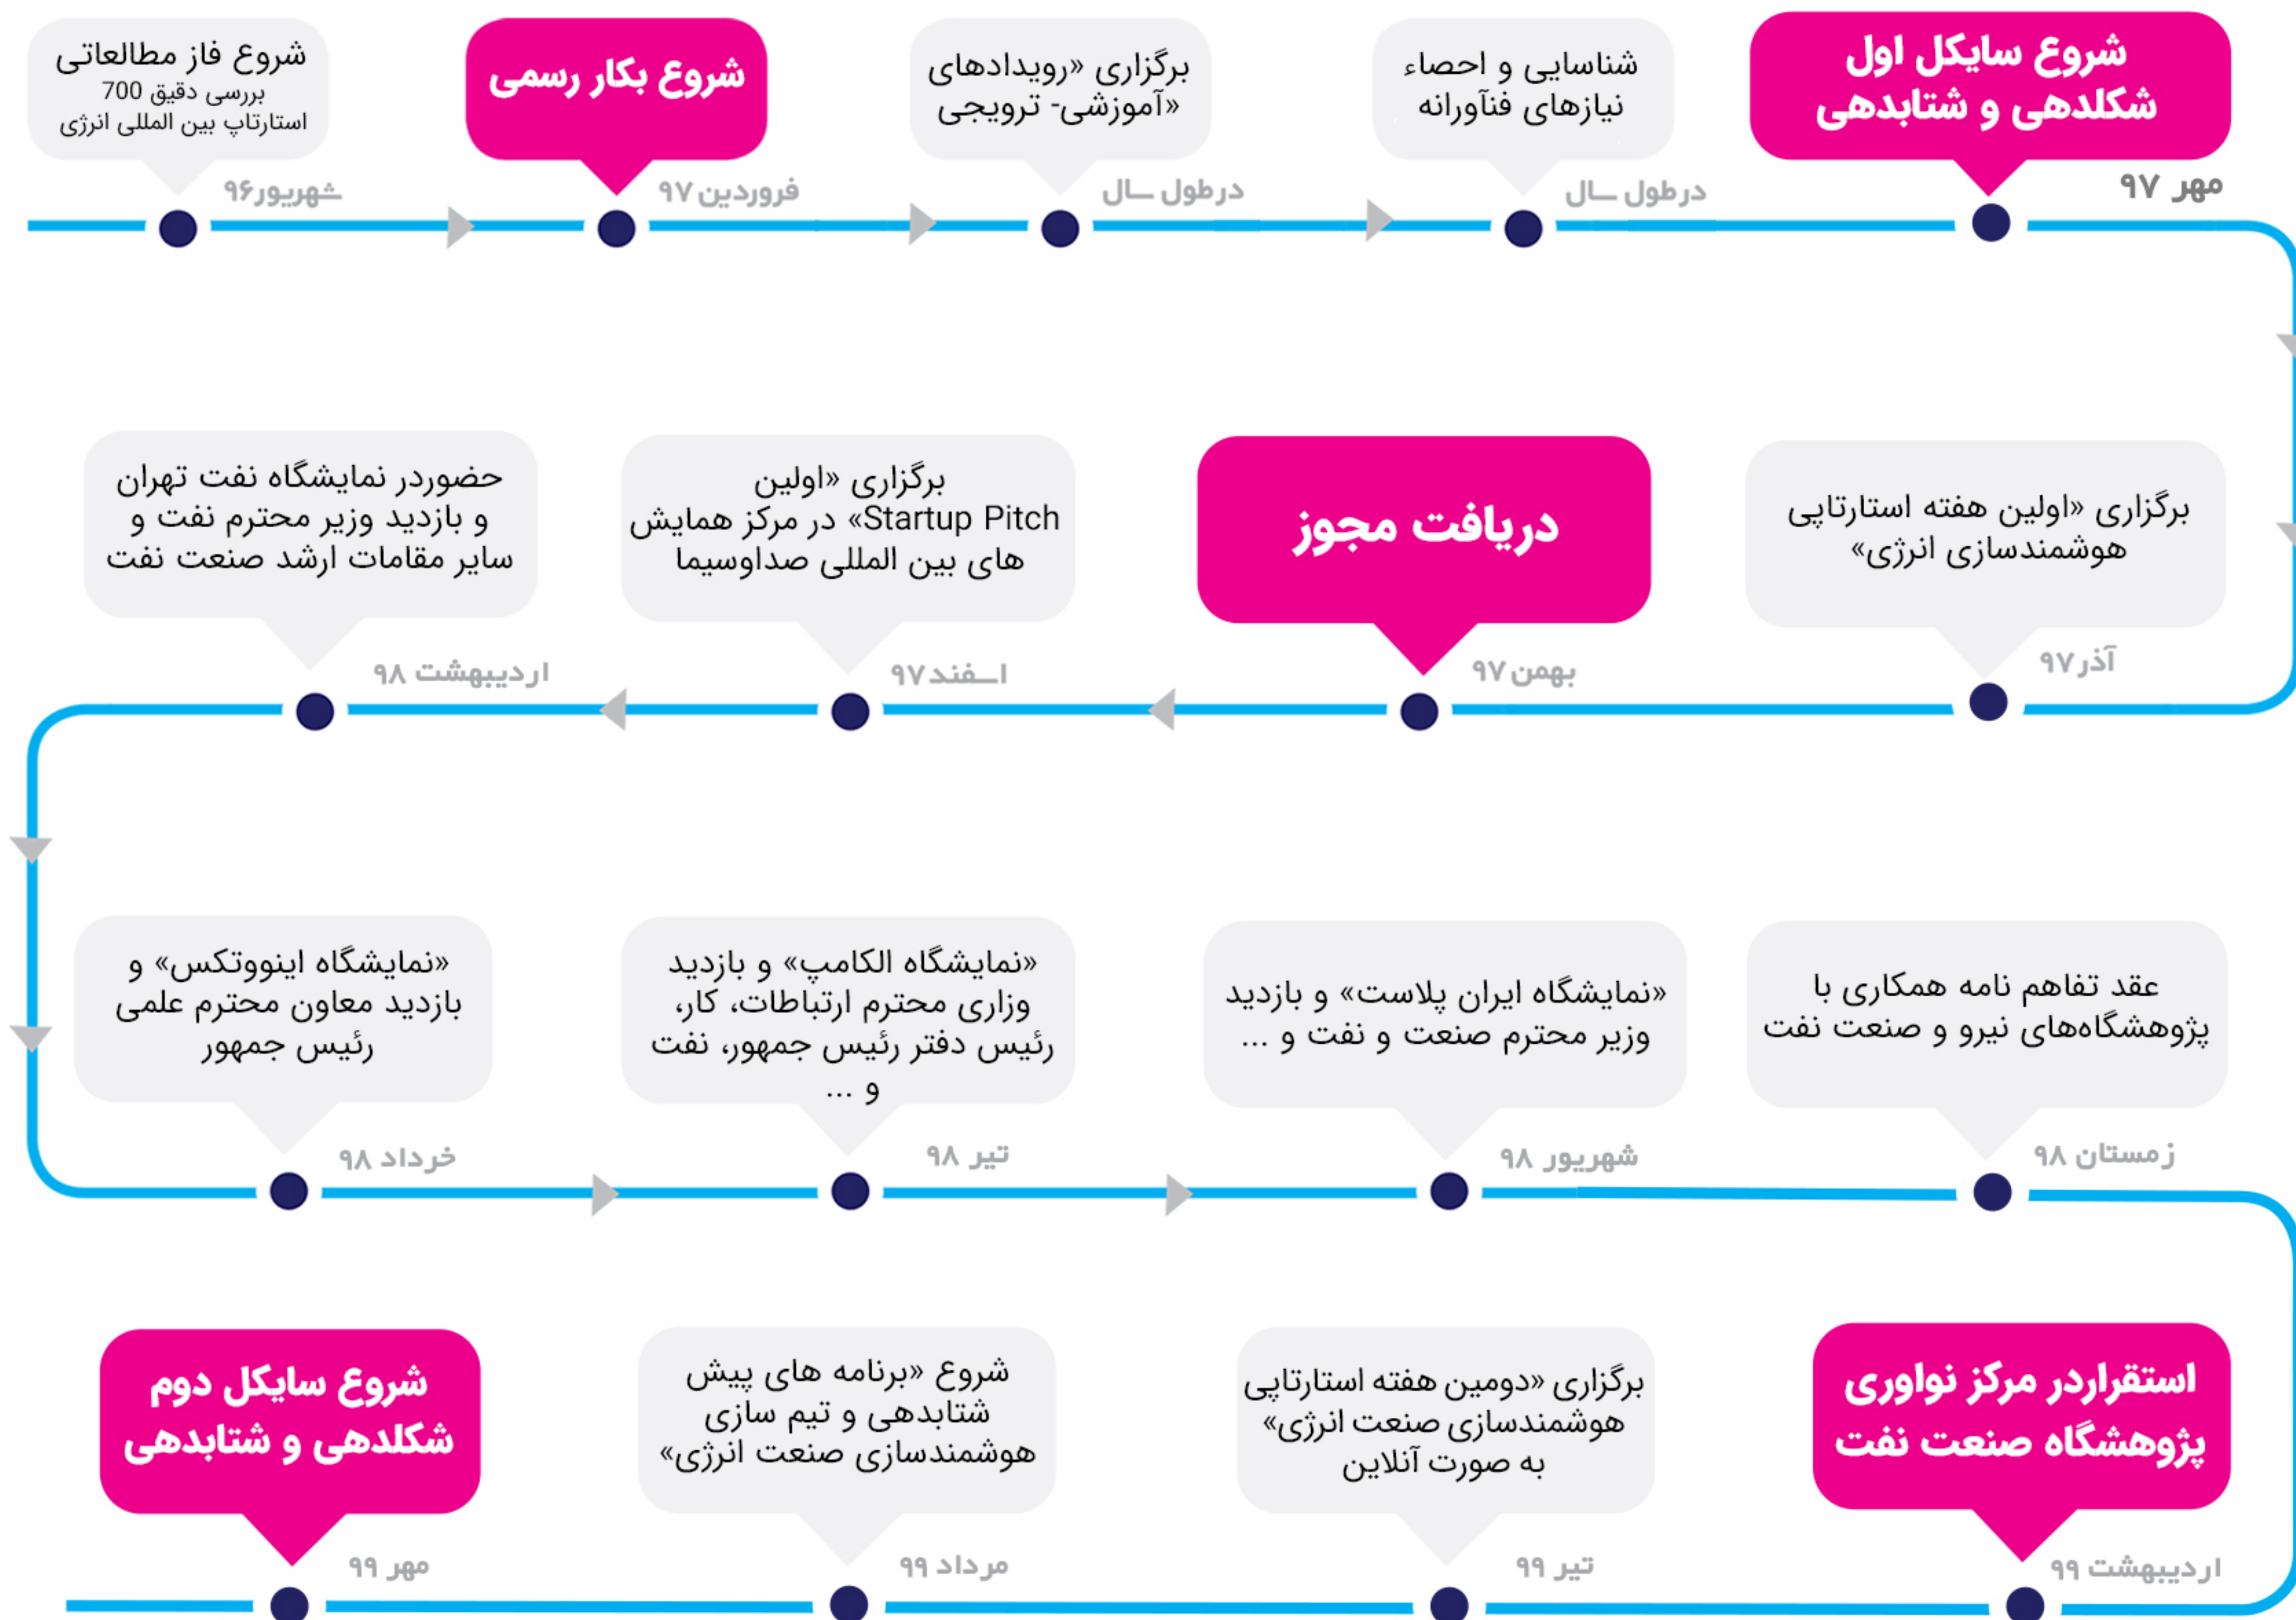 شروع فاز مطالعاتی
بررسی دقیق 700
استارتاپ بین المللی انرژی
شهریور۹۶
شروع بکار رسمی
فروردین ۹۷
برگزاری «رویدادهای
آموزشی- ترویجی»
درطول سال
شناسایی و احصاء
نیازهای فنآورانه
درطول سال
شروع سایکل اول
شکلدهی و شتابدهی
مهر ۹۷
برگزاری «اولین هفته استارتاپی
هوشمندسازی انرژی»
آذر ۹۷
دریافت مجوز
بهمن ۹۷
برگزاری «اولین
Startup Pitch» در مرکز همایش
های بین المللی صداوسیما
اسفند ۹۷
حضوردر نمایشگاه نفت تهران
و بازدید وزیر محترم نفت و
سایر مقامات ارشد صنعت نفت
اردیبهشت ۹۸
«نمایشگاه اینووتکس» و
بازدید معاون محترم علمی
رئیس جمهور
خرداد ۹۸
«نمایشگاه الکامپ» و بازدید
وزاری محترم ارتباطات، کار،
رئیس دفتر رئیس جمهور، نفت
و ...
تیر ۹۸
«نمایشگاه ایران پلاست» و بازدید
وزیر محترم صنعت و نفت و ...
شهریور ۹۸
عقد تفاهم نامه همکاری با
پژوهشگاه‌های نیرو و صنعت نفت
زمستان ۹۸
استقراردر مرکز نواوری
پژوهشگاه صنعت نفت
اردیبهشت ۹۹
برگزاری «دومین هفته استارتاپی
هوشمندسازی صنعت انرژی»
به صورت آنلاین
تیر ۹۹
شروع «برنامه های پیش
شتابدهی و تیم سازی
هوشمندسازی صنعت انرژی»
مرداد ۹۹
شروع سایکل دوم
شکلدهی و شتابدهی
مهر ۹۹